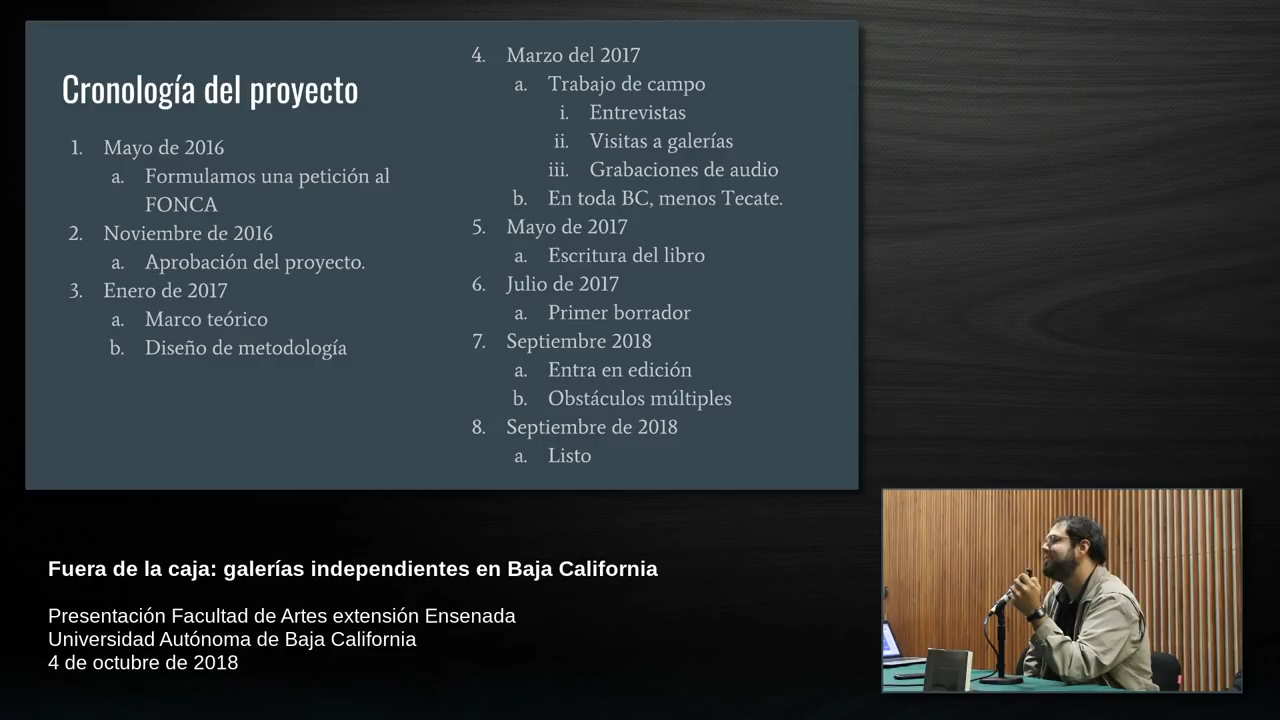 Cronología del proyecto
1. Mayo de 2016
a. Formulamos una petición al
FONCA
2. Noviembre de 2016
a. Aprobación del proyecto.
3. Enero de 2017
a. Marco teórico
b. Diseño de metodología
4. Marzo del 2017
a. Trabajo de campo
i. Entrevistas
ii. Visitas a galerías
iii. Grabaciones de audio
b. En toda BC, menos Tecate.
5. Mayo de 2017
a. Escritura del libro
6. Julio de 2017
a. Primer borrador
7. Septiembre 2018
a. Entra en edición
b. Obstáculos múltiples
8. Septiembre de 2018
a. Listo
Fuera de la caja: galerías independientes en Baja California
Presentación Facultad de Artes extensión Ensenada
Universidad Autónoma de Baja California
4 de octubre de 2018